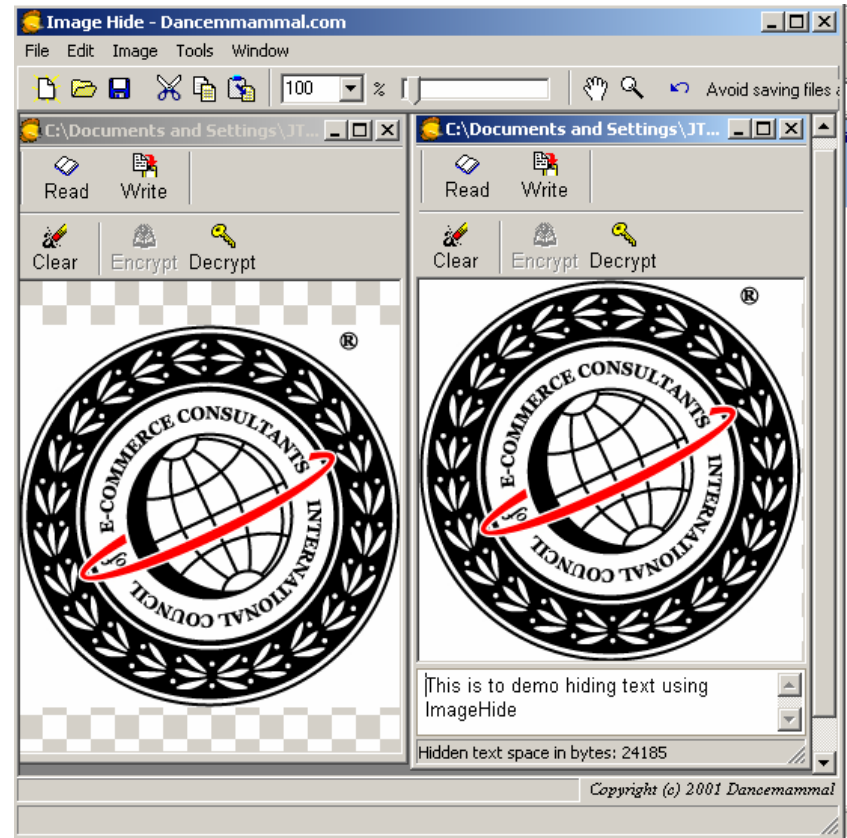 Image Hide - Dancemmammal.com
File Edit Image Tools Window
100 % Avoid saving files
C:\Documents and Settings\JT...
Read Write
Clear Encrypt Decrypt
®
E-COMMERCE CONSULTANTS
INTERNATIONAL COUNCIL
C:\Documents and Settings\JT...
Read Write
Clear Encrypt Decrypt
®
E-COMMERCE CONSULTANTS
INTERNATIONAL COUNCIL
This is to demo hiding text using
ImageHide
Hidden text space in bytes: 24185
Copyright (c) 2001 Dancemammal